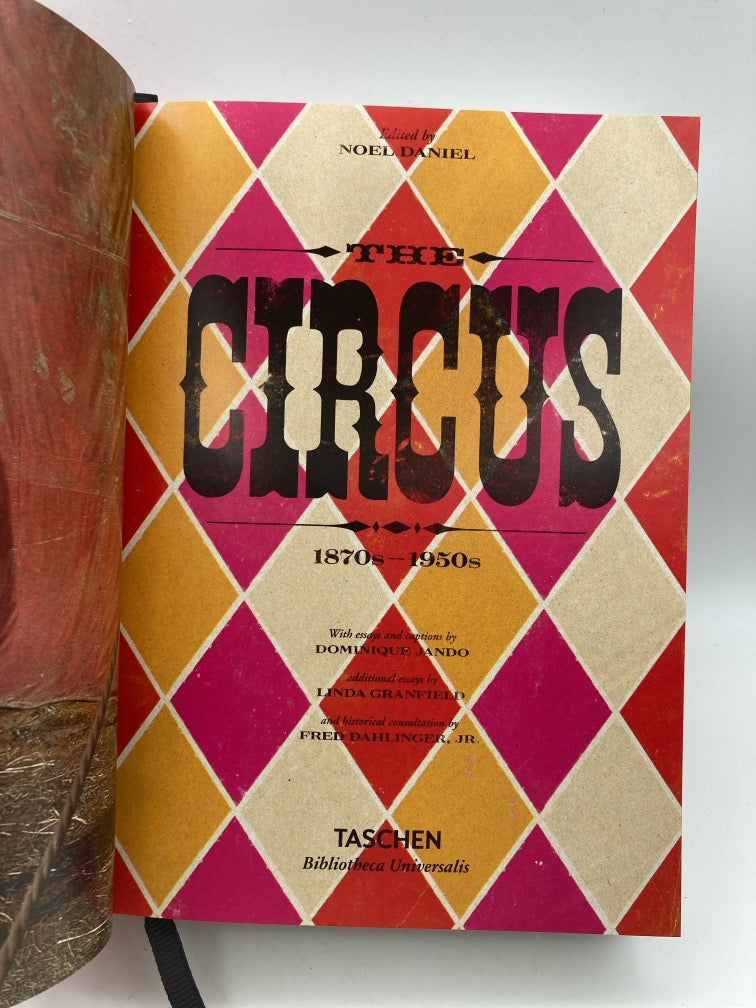 Edited by
NOEL DANIEL
THE
CIRCUS
1870s—1950s
With essays and captions by
DOMINIQUE JANDO
additional essays by
LINDA GRANFIELD
and historical consultation by
FRED DAHLINGER, JR.
TASCHEN
Bibliotheca Universalis